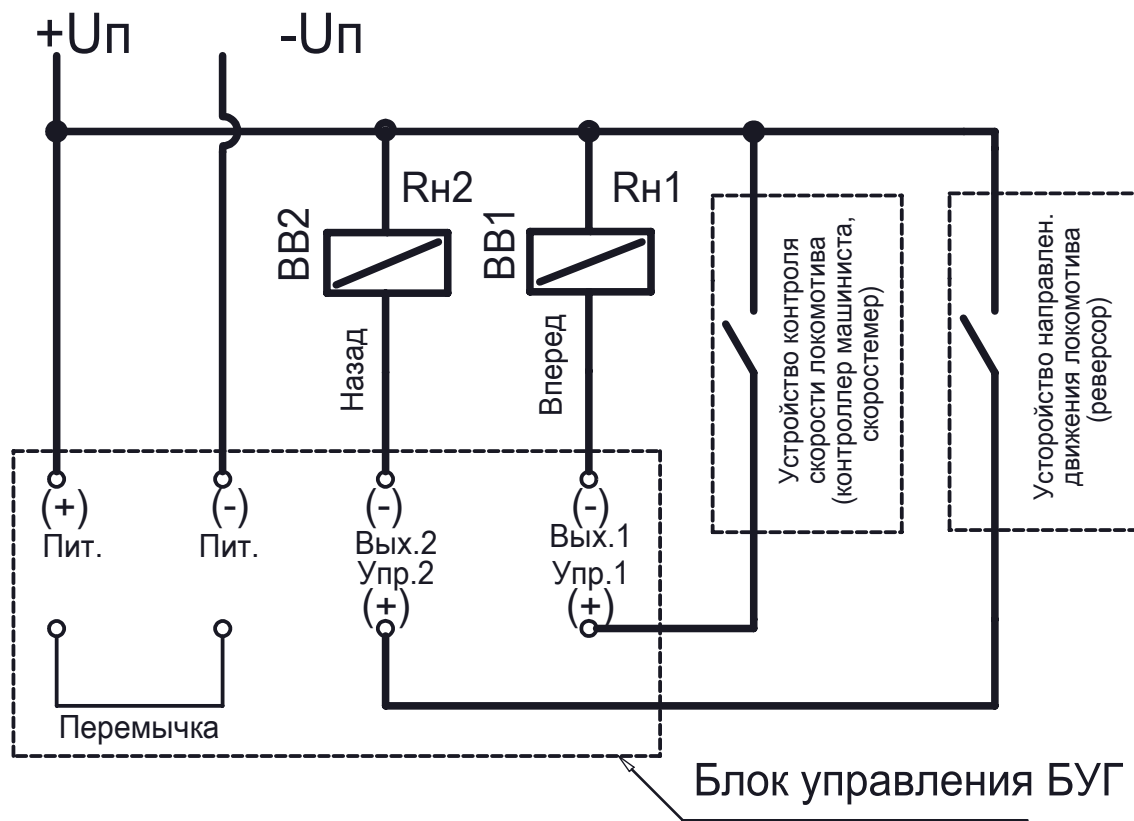 +Uп
-Uп
Rн2
Rн1
ВВ2
ВВ1
Назад
Вперед
Устройство контроля
скорости локомотива
(контроллер машиниста,
скоростемер)
Усторойство направлен.
движения локомотива
(реверсор)
(+)
(-)
(-)
(-)
Пит.
Пит.
Вых.2
Вых.1
Упр.2
Упр.1
(+)
(+)
Перемычка
Блок управления БУГ